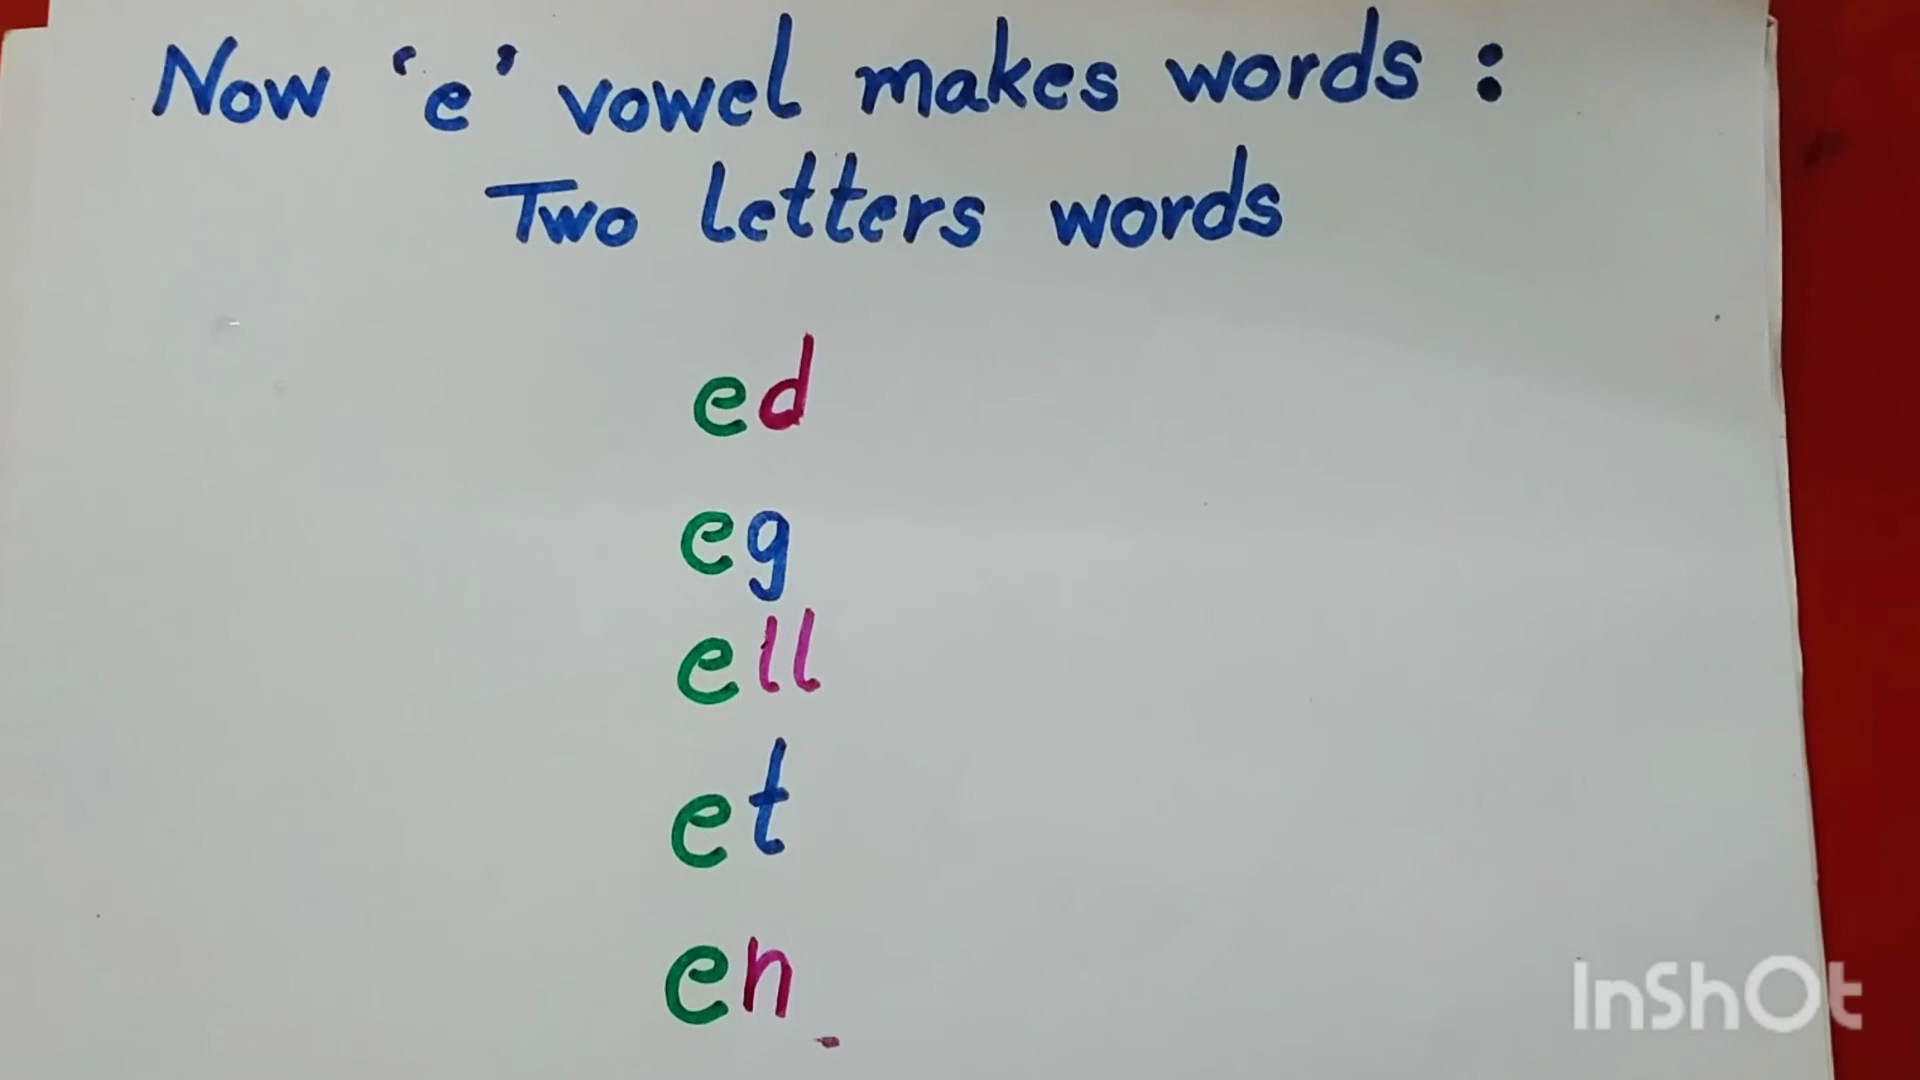 Now 'e' vowel makes words :
Two letters words
ed
eg
ell
et
en
InShOt